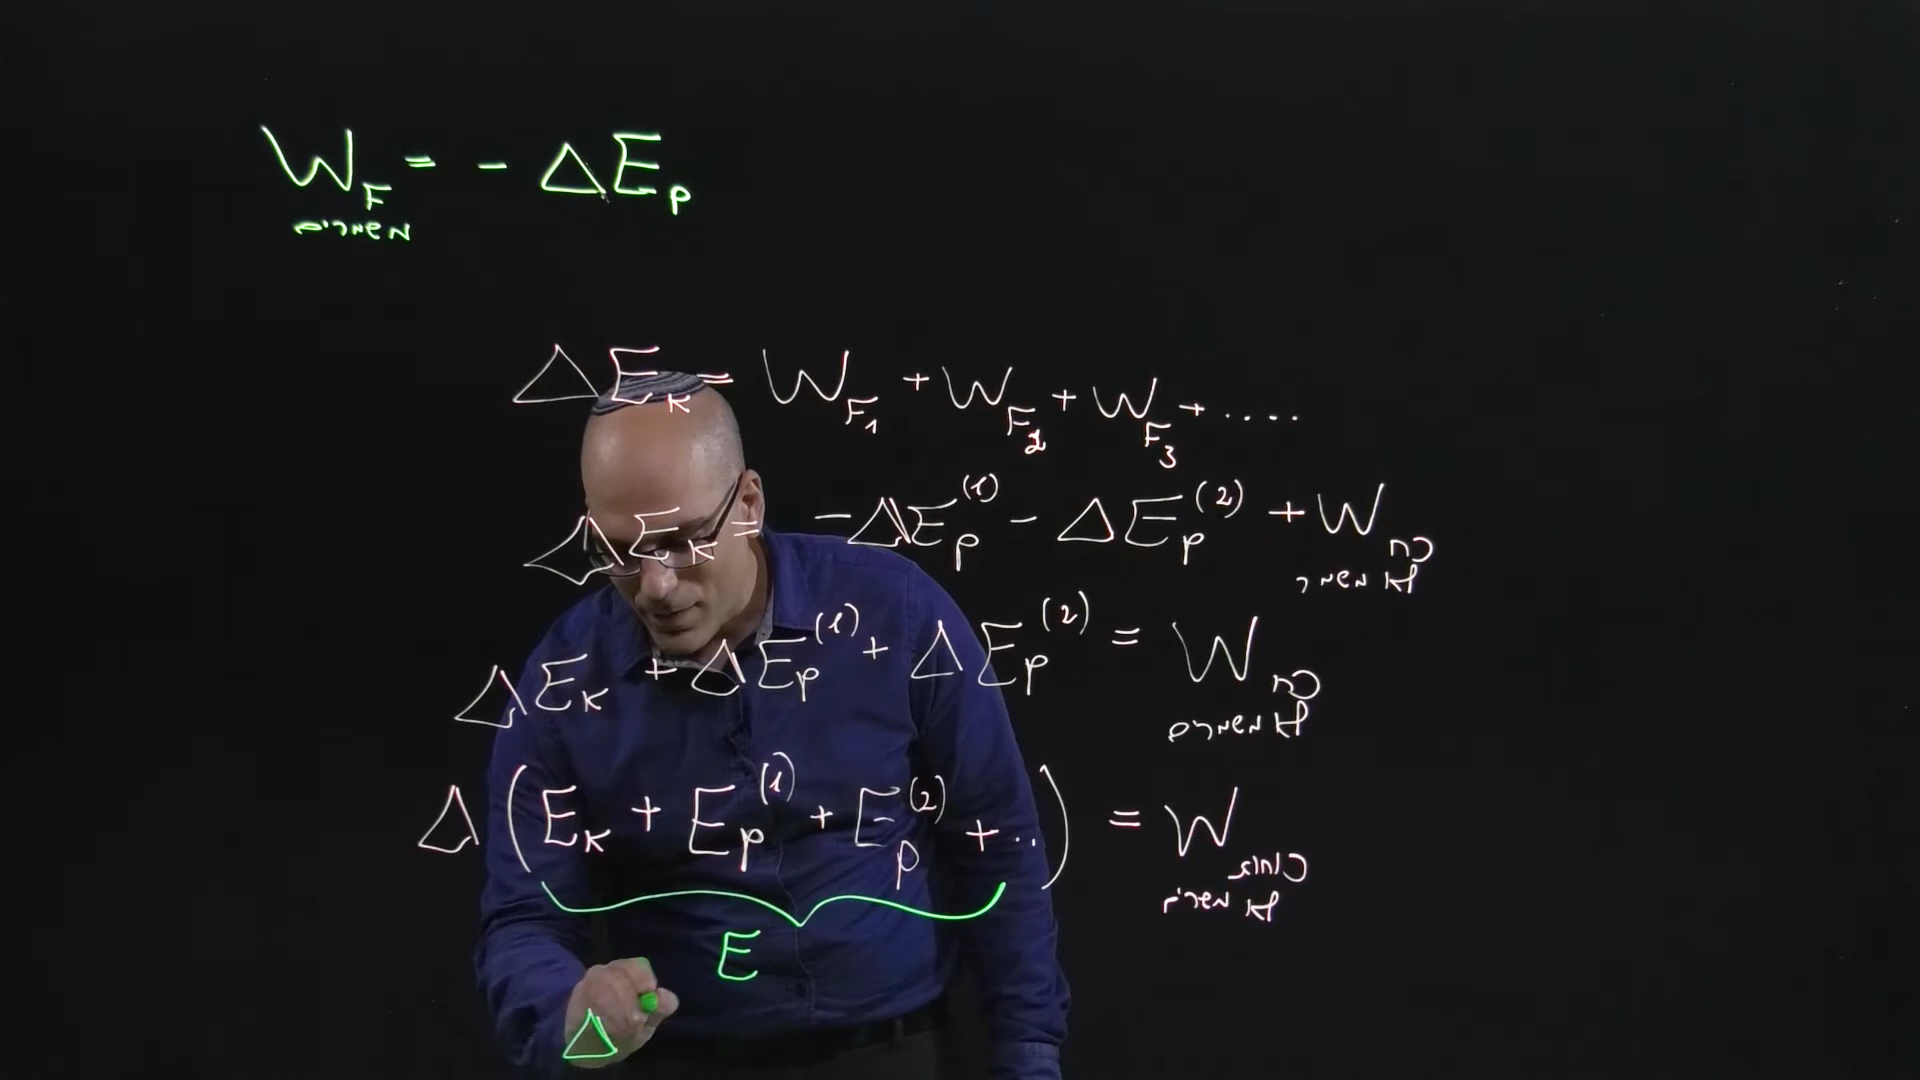 W_F = - ΔE_p
משמרים
ΔE_K = W_F1 + W_F2 + W_F3 + ....
ΔE_K = -ΔE_p^(1) - ΔE_p^(2) + W כח
לא משמר
ΔE_K + ΔE_p^(1) + ΔE_p^(2) = W כח
לא משמרים
Δ(E_K + E_p^(1) + E_p^(2) + ..) = W כוחות
לא
E
Δ